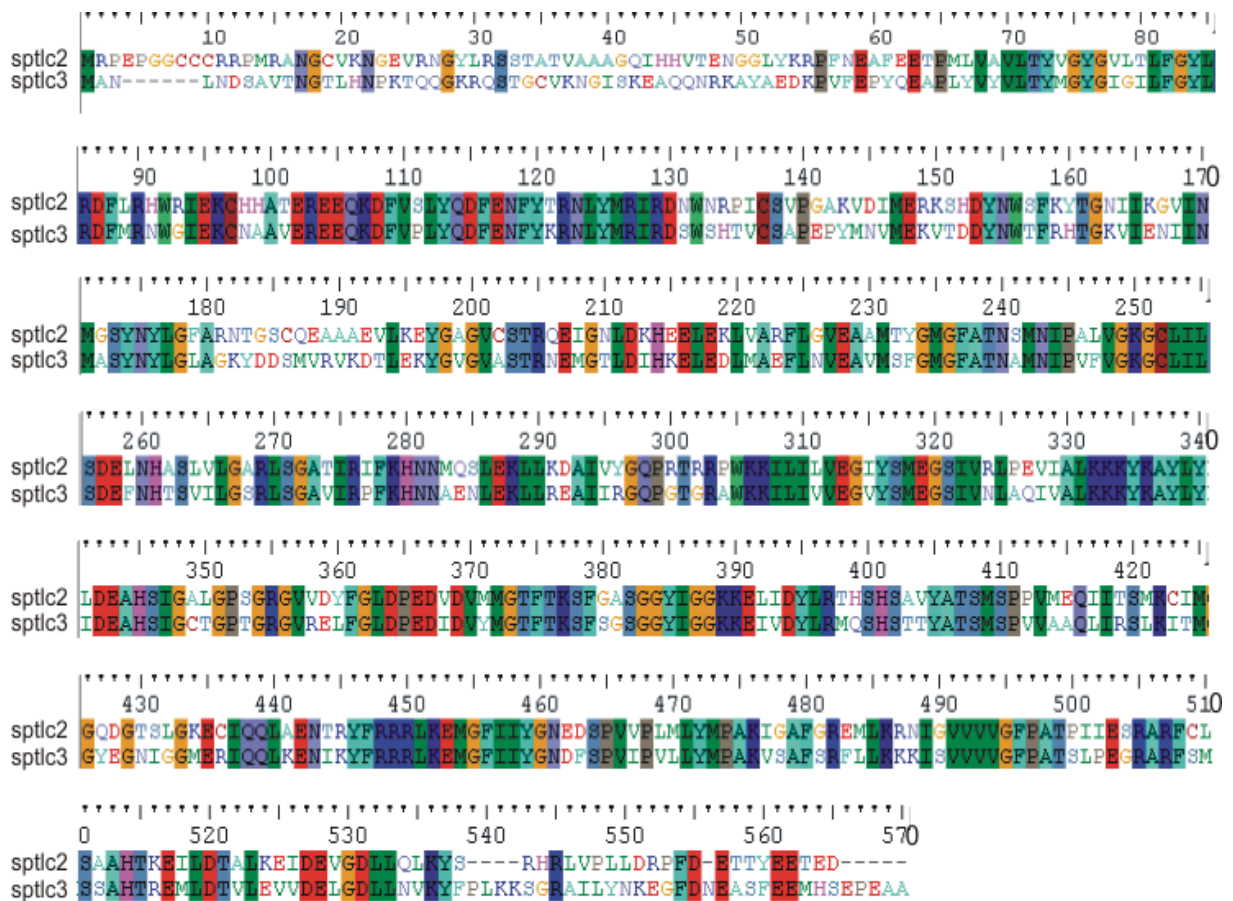 10 20 30 40 50 60 70 80
sptlc2 MRPEPGGCCCRRPMRANGCVKNGEVRNGYLRSSTATVAAAGQIHHVTENGGLYKRPFNEAFEETPMLVAVLTYVGYGVLTLFGYL
sptlc3 MAN------LNDSAVTNGTLHNPKTQQGKRQSTGCVKNGISKEAQQNRKAYAEDKPVFEPYQEAPLYVYVLTYMGYGIGILFGYL
90 100 110 120 130 140 150 160 170
sptlc2 RDFLRHWRIEKCHHATEREEQKDFVSLYQDFENFYTRNLYMRIRDNWNRPICSVPGAKVDIMERKSHDYNWSFKYTGNIIKGVIN
sptlc3 RDFMRNWGIEKCNAAVEREEQKDFVPLYQDFENFYKRNLYMRIRDSWSHTVCSAPEPYMNVMEKVTDDYNWTFRHTGKVIENIIN
180 190 200 210 220 230 240 250
sptlc2 MGSYNYLGFARNTGSCQEAAAEVLKEYGAGVCSTRQEIGNLDKHEELEKLVARFLGVEAAMTYGMGFATNSMNIPALVGKGCLIL
sptlc3 MASYNYLGLAGKYDDSMVRVKDTLEKYGVGVASTRNEMGTLDIHKELEDLMAEFLNVEAVMSFGMGFATNAMNIPVFVGKGCLIL
260 270 280 290 300 310 320 330 340
sptlc2 SDELNHASLVLGARLSGATIRIFKHNNMQSLEKLLKDAIVYGQPRTRRPWKKILILVEGIYSMEGSIVRLPEVIALKKKYKAYLY
sptlc3 SDEFNHTSVILGSRLSGAVIRPFKHNNAENLEKLLREAIIRGQPGTGRAWKKILIVVEGVYSMEGSIVNLAQIVALKKKYKAYLY
350 360 370 380 390 400 410 420
sptlc2 LDEAHSIGALGPSGRGVVDYFGLDPEDVDVMMGTFTKSFGASGGYIGGKKELIDYLRTHSHSAVYATSMSPPVMEQIITSMKCIM
sptlc3 IDEAHSIGCTGPTGRGVRELFGLDPEDIDVYMGTFTKSFSGSGGYIGGKKEIVDYLRMQSHSTTYATSMSPVVAAQLIRSLKITM
430 440 450 460 470 480 490 500 510
sptlc2 GQDGTSLGKECIQQLAENTRYFRRRLKEMGFIIYGNEDSPVVPLMLYMPAKIGAFGREMLKRNIGVVVVGFPATPIIESRARFCL
sptlc3 GYEGNIGGMERIQQLKENIKYFRRRLKEMGFIIYGNDFSPVIPVLLYMPAKVSAFSRFLLKKKISVVVVGFPATSLPEGRARFSM
0 520 530 540 550 560 570
sptlc2 SAAHTKEILDTALKEIDEVGDLLQLKYS----RHRLVPLLDRPFD-ETTYEETED-----
sptlc3 SSAHTREMLDTVLEVVDELGDLLNVKYFPLKKSGRAILYNKEGFDNEASFEEMHSEPEAA